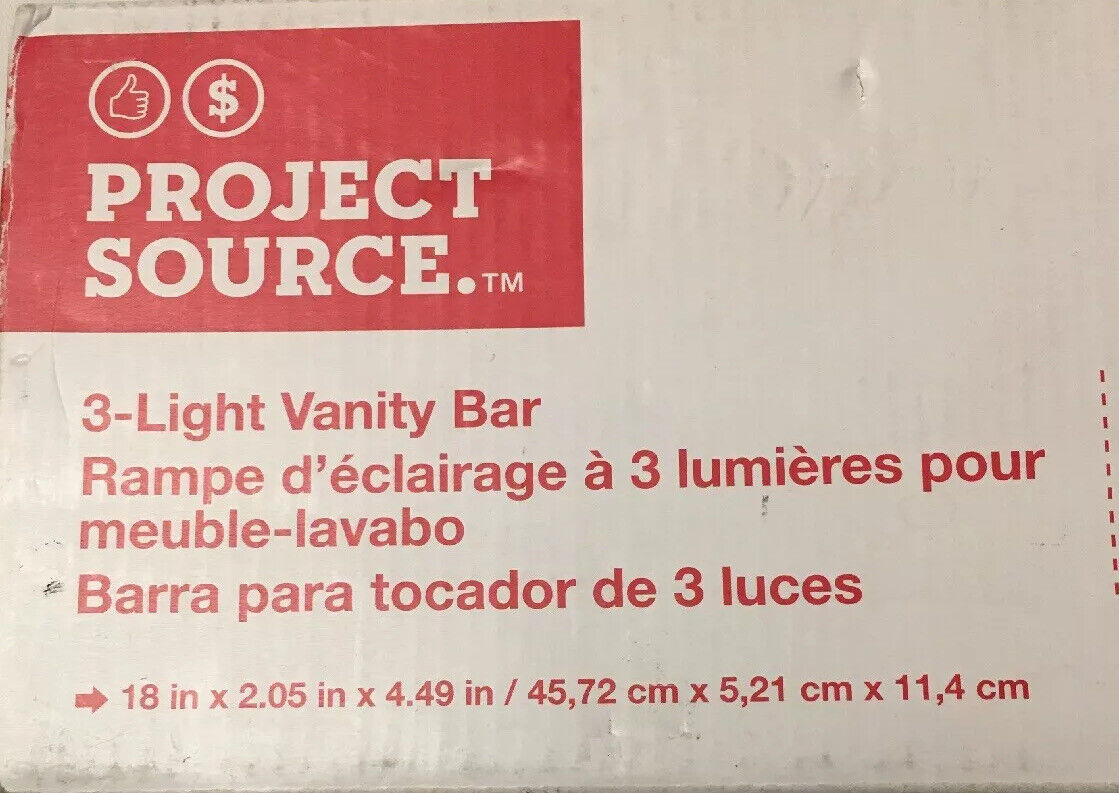 $
PROJECT
SOURCE.™
3-Light Vanity Bar
Rampe d'éclairage à 3 lumières pour
meuble-lavabo
Barra para tocador de 3 luces
18 in x 2.05 in x 4.49 in / 45,72 cm x 5,21 cm x 11,4 cm